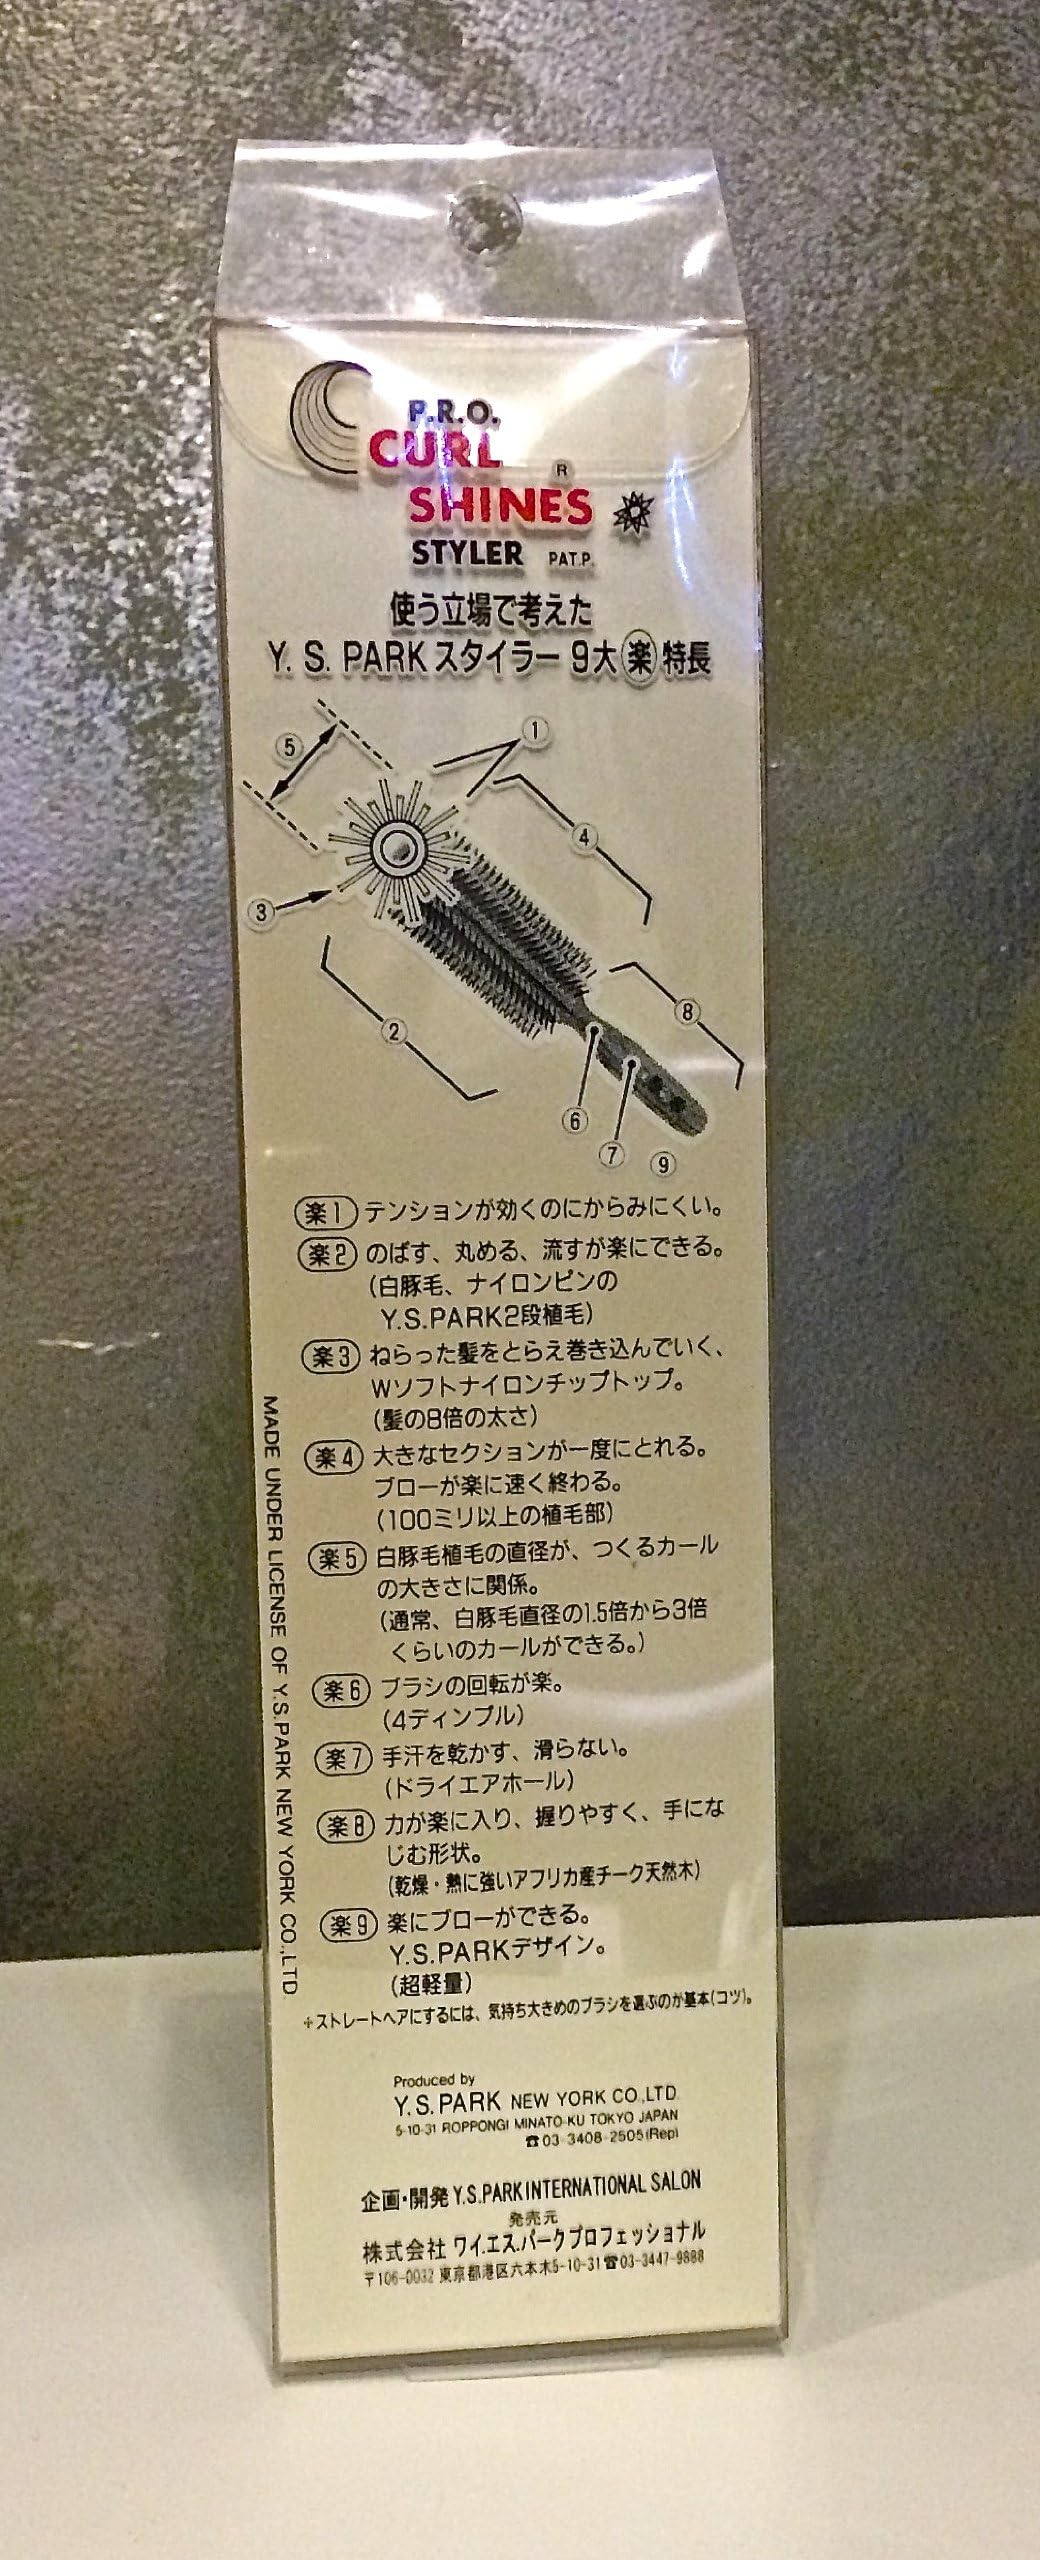 P.R.O.
CURL
®
SHINES
STYLER PAT.P.
使う立場で考えた
Y. S. PARK スタイラー 9大楽特長
⑤
①
④
③
②
⑧
⑥
⑦
⑨
楽1 テンションが効くのにからみにくい。
楽2 のばす、丸める、流すが楽にできる。
(白豚毛、ナイロンピンの
Y.S.PARK2段植毛)
楽3 ねらった髪をとらえ巻き込んでいく、
Wソフトナイロンチップトップ。
(髪の8倍の太さ)
楽4 大きなセクションが一度にとれる。
ブローが楽に速く終わる。
(100ミリ以上の植毛部)
楽5 白豚毛植毛の直径が、つくるカール
の大きさに関係。
(通常、白豚毛直径の1.5倍から3倍
くらいのカールができる。)
楽6 ブラシの回転が楽。
(4ディンプル)
楽7 手汗を乾かす、滑らない。
(ドライエアホール)
楽8 力が楽に入り、握りやすく、手にな
じむ形状。
(乾燥・熱に強いアフリカ産チーク天然木)
楽9 楽にブローができる。
Y.S.PARKデザイン。
(超軽量)
＊ストレートヘアにするには、気持ち大きめのブラシを選ぶのが基本(コツ)。
MADE UNDER LICENSE OF Y.S.PARK NEW YORK CO.,LTD.
Produced by
Y.S.PARK NEW YORK CO.,LTD.
5-10-31 ROPPONGI MINATO-KU TOKYO JAPAN
☎03-3408-2505(Rep)
企画・開発 Y.S.PARK INTERNATIONAL SALON
発売元
株式会社 ワイ.エス.パークプロフェッショナル
〒106-0032 東京都港区六本木5-10-31☎03-3447-9888